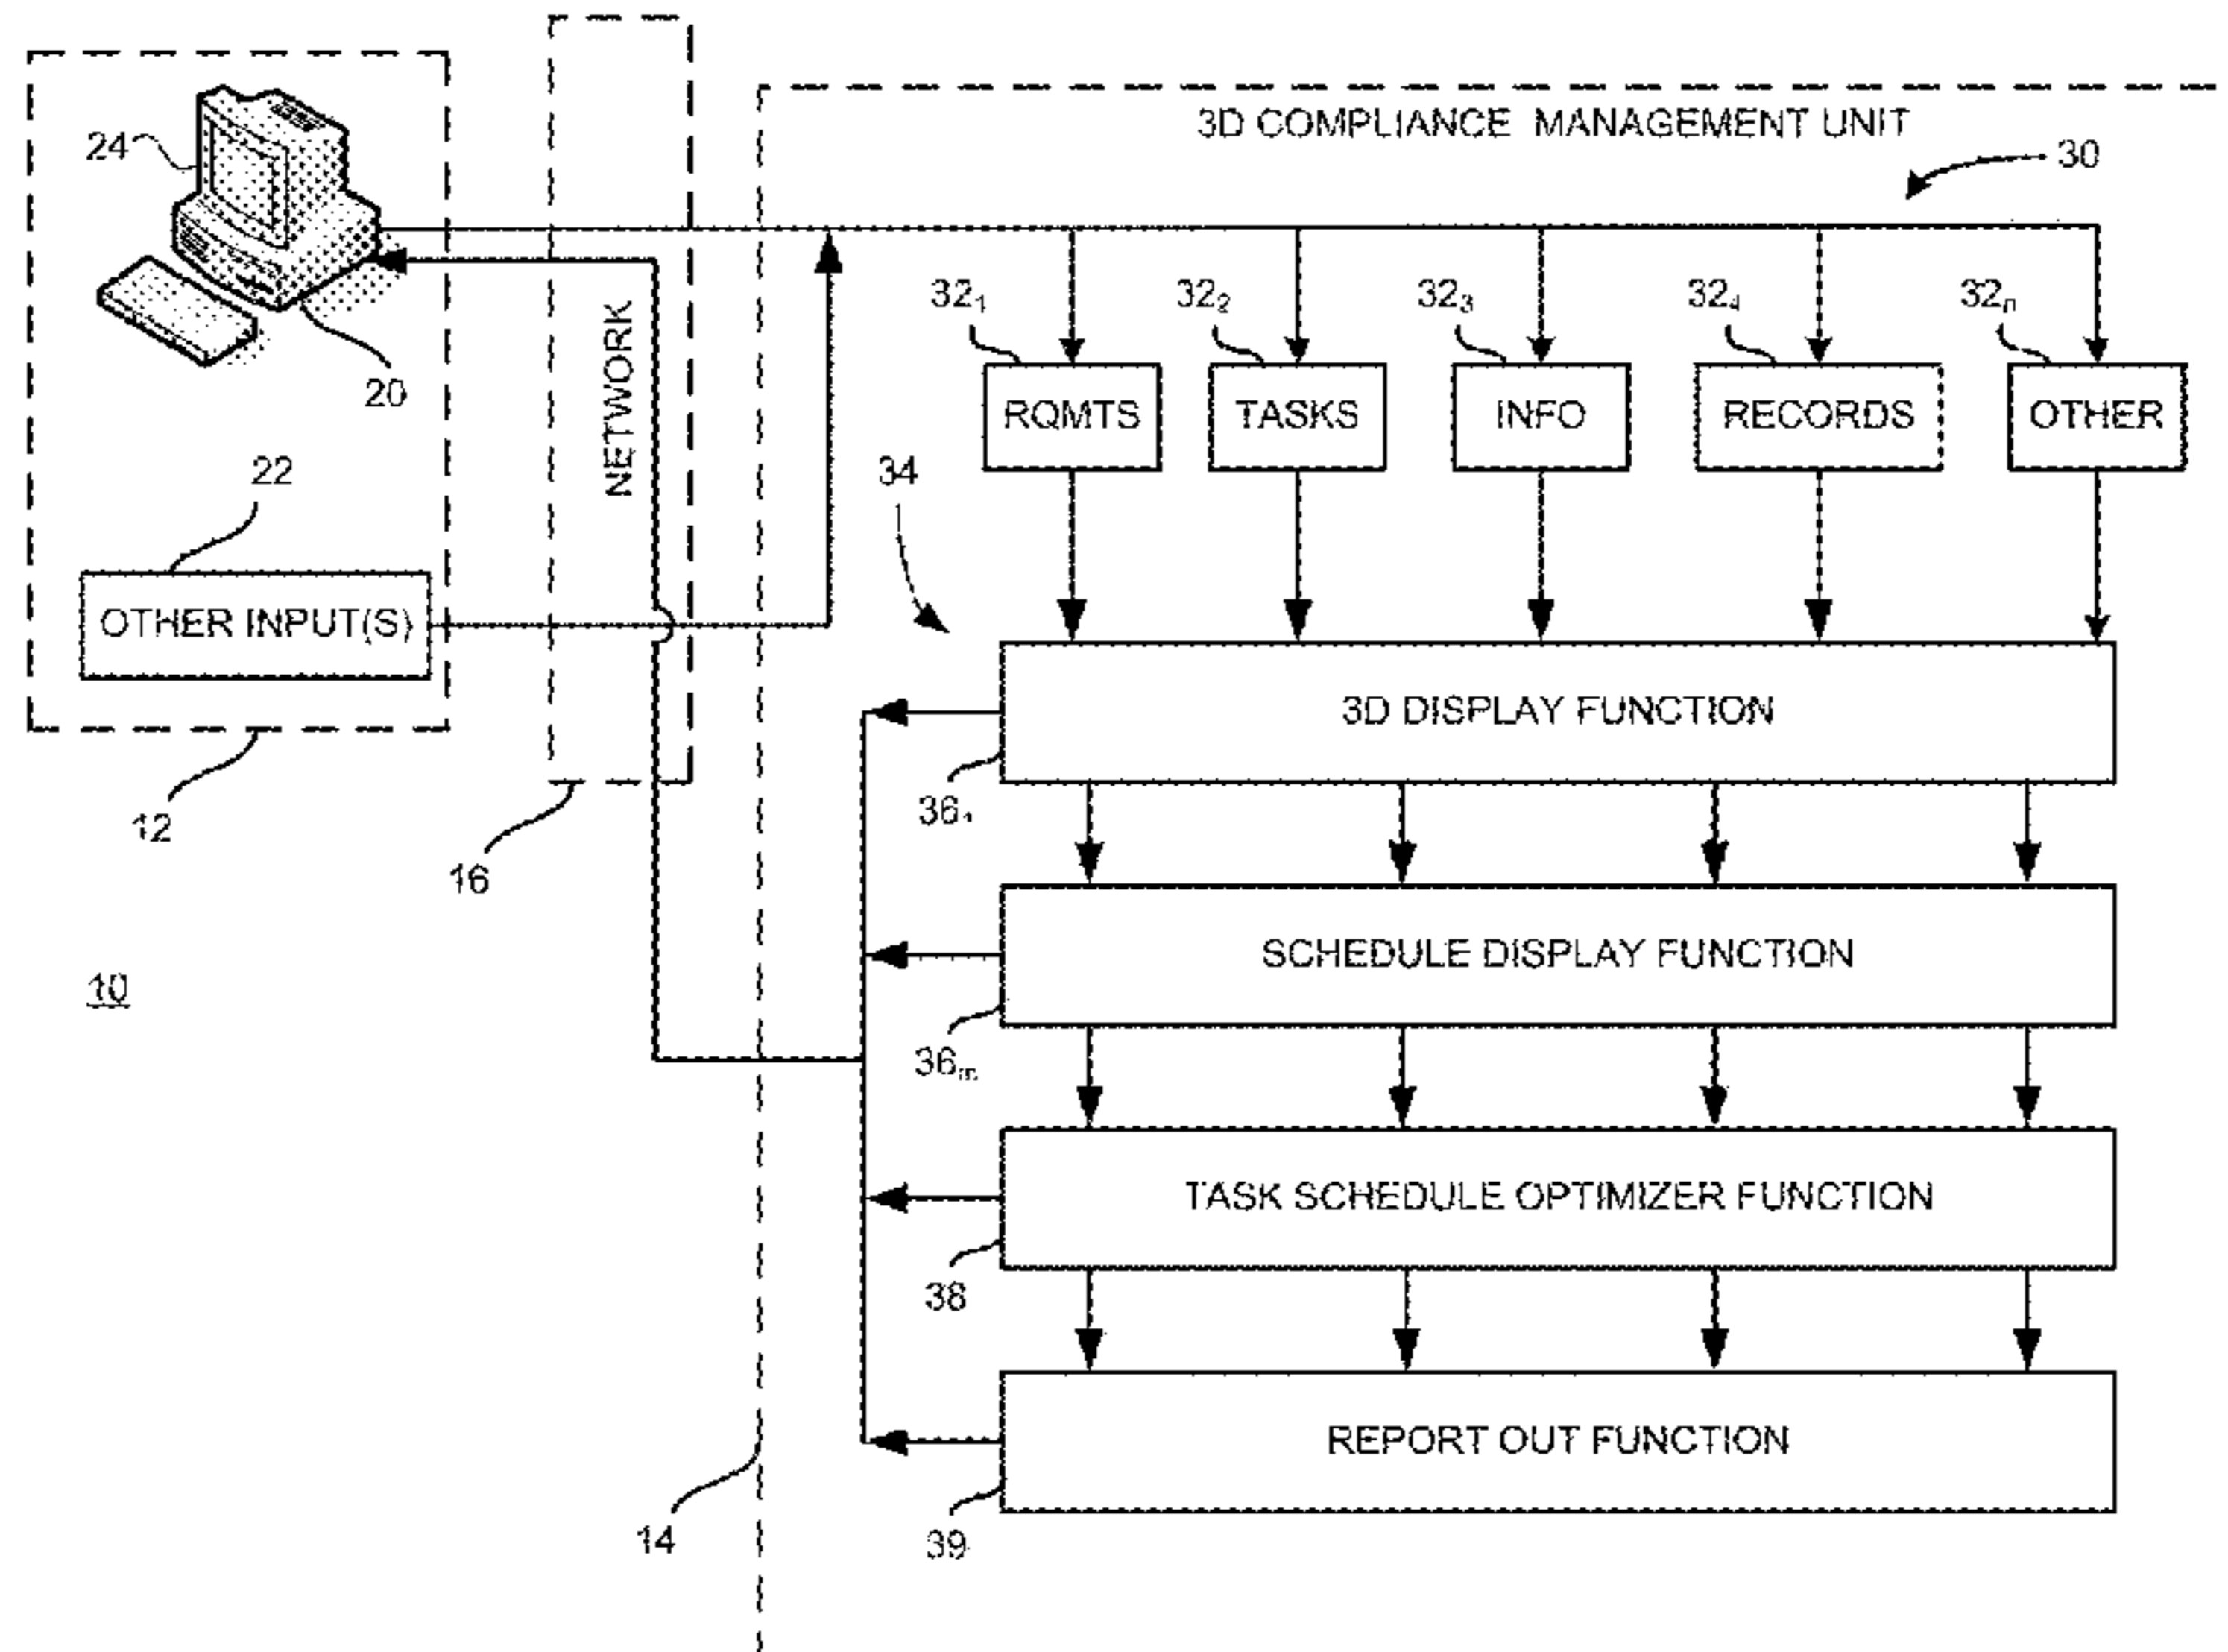 3D COMPLIANCE MANAGEMENT UNIT
24
30
20
NETWORK
32₁
32₂
32₃
32₄
32ₙ
RQMTS
TASKS
INFO
RECORDS
OTHER
22
34
OTHER INPUT(S)
3D DISPLAY FUNCTION
12
16
36₁
SCHEDULE DISPLAY FUNCTION
10
36ₘ
TASK SCHEDULE OPTIMIZER FUNCTION
38
REPORT OUT FUNCTION
14
39